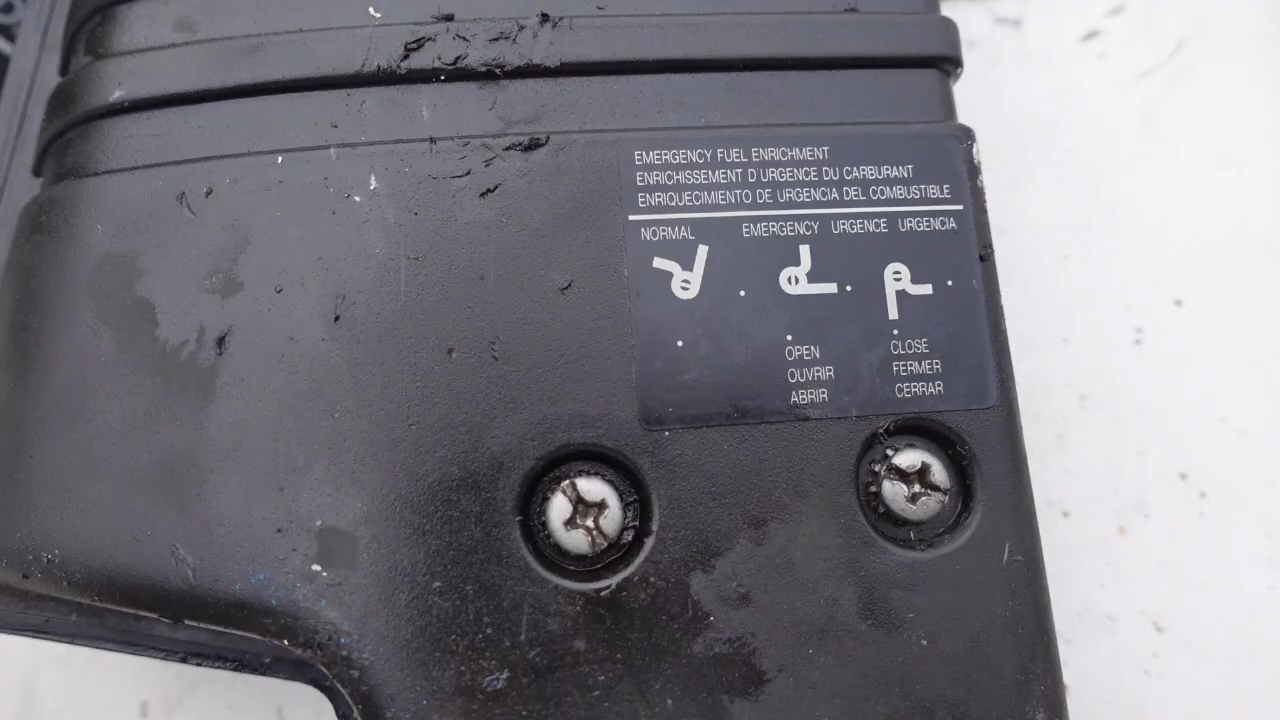 EMERGENCY FUEL ENRICHMENT
ENRICHISSEMENT D'URGENCE DU CARBURANT
ENRIQUECIMIENTO DE URGENCIA DEL COMBUSTIBLE
NORMAL EMERGENCY URGENCE URGENCIA
OPEN CLOSE
OUVRIR FERMER
ABRIR CERRAR